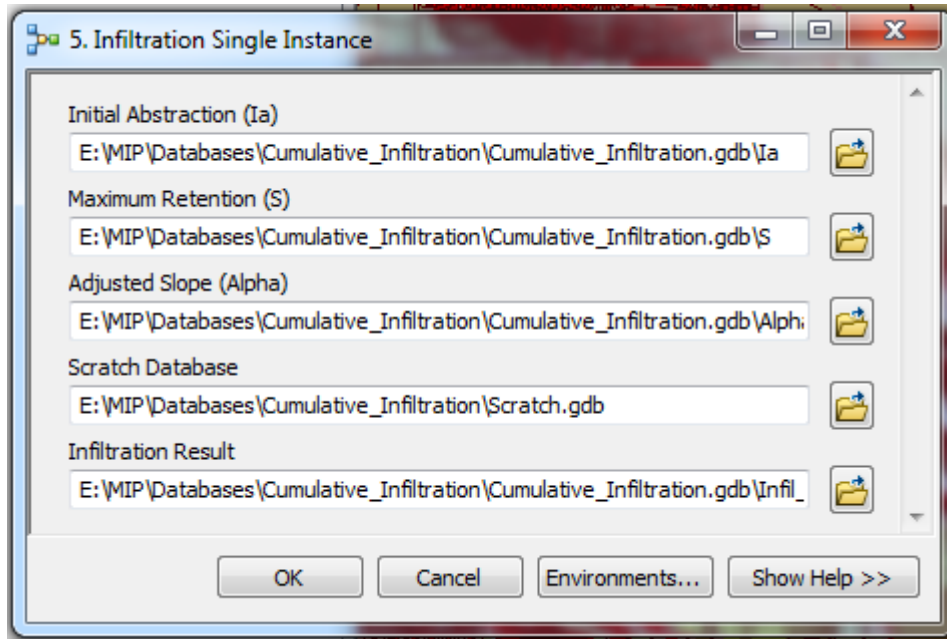 5. Infiltration Single Instance
Initial Abstraction (Ia)
E:\MIP\Databases\Cumulative_Infiltration\Cumulative_Infiltration.gdb\Ia
Maximum Retention (S)
E:\MIP\Databases\Cumulative_Infiltration\Cumulative_Infiltration.gdb\S
Adjusted Slope (Alpha)
E:\MIP\Databases\Cumulative_Infiltration\Cumulative_Infiltration.gdb\Alpha
Scratch Database
E:\MIP\Databases\Cumulative_Infiltration\Scratch.gdb
Infiltration Result
E:\MIP\Databases\Cumulative_Infiltration\Cumulative_Infiltration.gdb\Infil_
OK Cancel Environments... Show Help >>